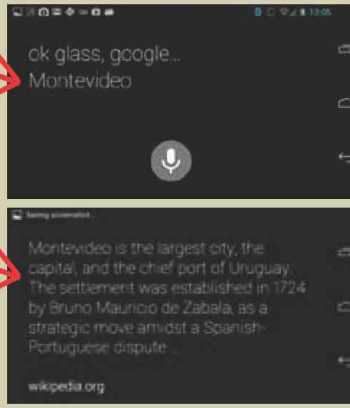 13:05
ok glass, google...
Montevideo
Saving screenshot...
Montevideo is the largest city, the
capital, and the chief port of Uruguay.
The settlement was established in 1724
by Bruno Mauricio de Zabala, as a
strategic move amidst a Spanish-
Portuguese dispute...
wikipedia.org